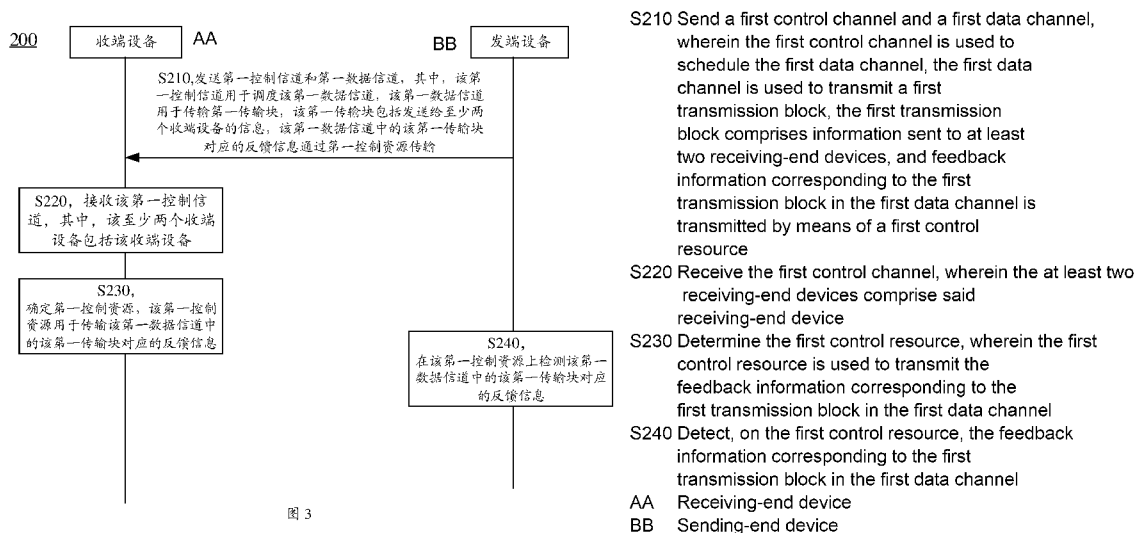 200
收端设备
AA
BB
发端设备
S210,发送第一控制信道和第一数据信道，其中，该第
一控制信道用于调度该第一数据信道，该第一数据信道
用于传输第一传输块，该第一传输块包括发送给至少两
个收端设备的信息，该第一数据信道中的该第一传输块
对应的反馈信息通过第一控制资源传输
S220，接收该第一控制信
道，其中，该至少两个收端
设备包括该收端设备
S230，
确定第一控制资源，该第一控制
资源用于传输该第一数据信道中
的该第一传输块对应的反馈信息
S240，
在该第一控制资源上检测该第一
数据信道中的该第一传输块对应
的反馈信息
图 3
S210 Send a first control channel and a first data channel,
wherein the first control channel is used to
schedule the first data channel, the first data
channel is used to transmit a first
transmission block, the first transmission
block comprises information sent to at least
two receiving-end devices, and feedback
information corresponding to the first
transmission block in the first data channel is
transmitted by means of a first control
resource
S220 Receive the first control channel, wherein the at least two
receiving-end devices comprise said
receiving-end device
S230 Determine the first control resource, wherein the first
control resource is used to transmit the
feedback information corresponding to the
first transmission block in the first data channel
S240 Detect, on the first control resource, the feedback
information corresponding to the first
transmission block in the first data channel
AA Receiving-end device
BB Sending-end device